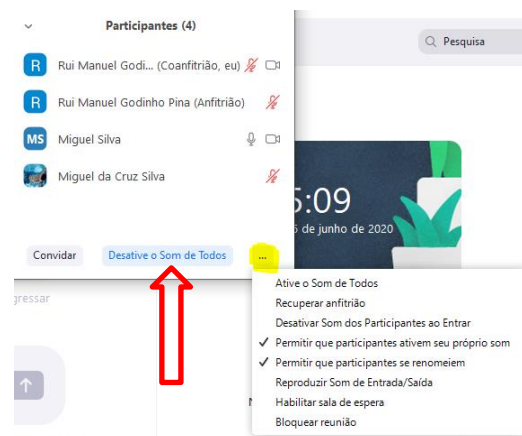 Participantes (4)
Pesquisa
R Rui Manuel Godi... (Coanfitrião, eu)
R Rui Manuel Godinho Pina (Anfitrião)
MS Miguel Silva
Miguel da Cruz Silva
5:09
de junho de 2020
Convidar Desative o Som de Todos ...
gressar
Ative o Som de Todos
Recuperar anfitrião
Desativar Som dos Participantes ao Entrar
✓ Permitir que participantes ativem seu próprio som
✓ Permitir que participantes se renomeiem
Reproduzir Som de Entrada/Saída
Habilitar sala de espera
Bloquear reunião